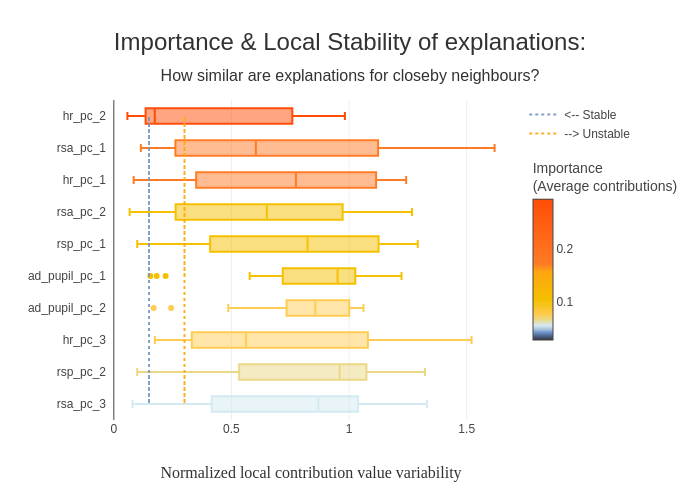 Importance & Local Stability of explanations:
How similar are explanations for closeby neighbours?
hr_pc_2
rsa_pc_1
hr_pc_1
rsa_pc_2
rsp_pc_1
ad_pupil_pc_1
ad_pupil_pc_2
hr_pc_3
rsp_pc_2
rsa_pc_3
0 0.5 1 1.5
Normalized local contribution value variability
<-- Stable
--> Unstable
Importance
(Average contributions)
0.2
0.1